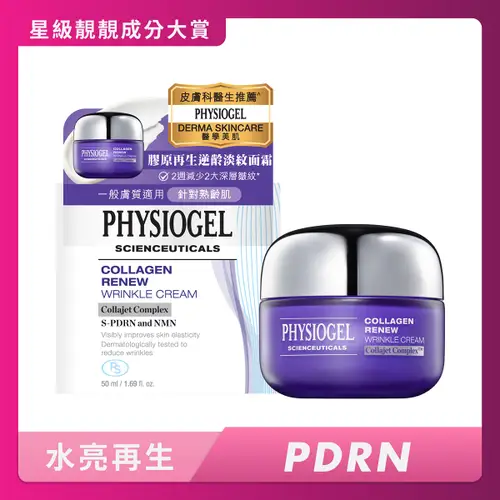 星級靚靚成分大賞
皮膚科醫生推薦^
PHYSIOGEL
DERMA SKINCARE
醫學美肌
膠原再生逆齡淡紋面霜
2週減少2大深層皺紋*
一般膚質適用 針對熟齡肌
PHYSIOGEL
SCIENCEUTICALS
COLLAGEN
RENEW
WRINKLE CREAM
Collajet Complex
S-PDRN and NMN
Visibly improves skin elasticity
Dermatologically tested to
reduce wrinkles.
PS
50 ml / 1.69 fl. oz.
PHYSIOGEL
SCIENCEUTICALS
COLLAGEN
RENEW
WRINKLE CREAM
Collajet Complex™
水亮再生
PDRN